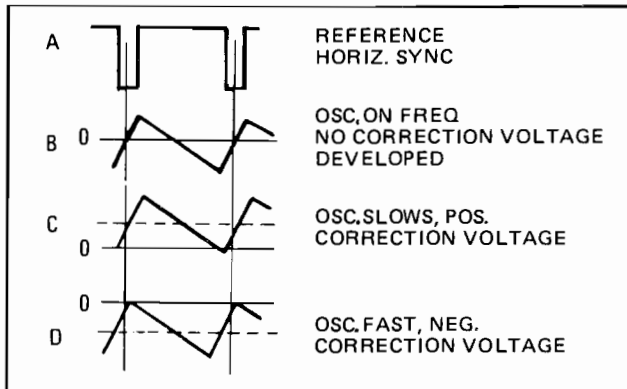 A
REFERENCE
HORIZ. SYNC
B
0
OSC, ON FREQ
NO CORRECTION VOLTAGE
DEVELOPED
C
0
OSC. SLOWS, POS.
CORRECTION VOLTAGE
0
D
OSC. FAST, NEG.
CORRECTION VOLTAGE